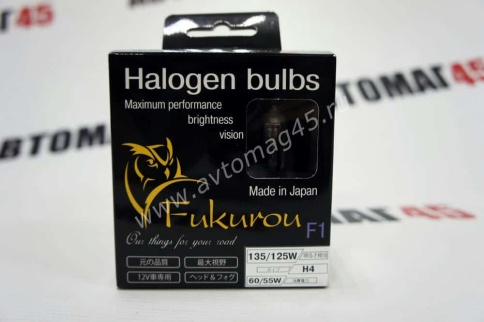 АВТОМАГ45
Halogen bulbs
Maximum performance
brightness
vision
www.avtomag45.r
Made in Japan
Fukurou F1
Our things for your road
元の品質 最大視野
12V車専用 ヘッド&フォグ
135/125W
H4
60/55W